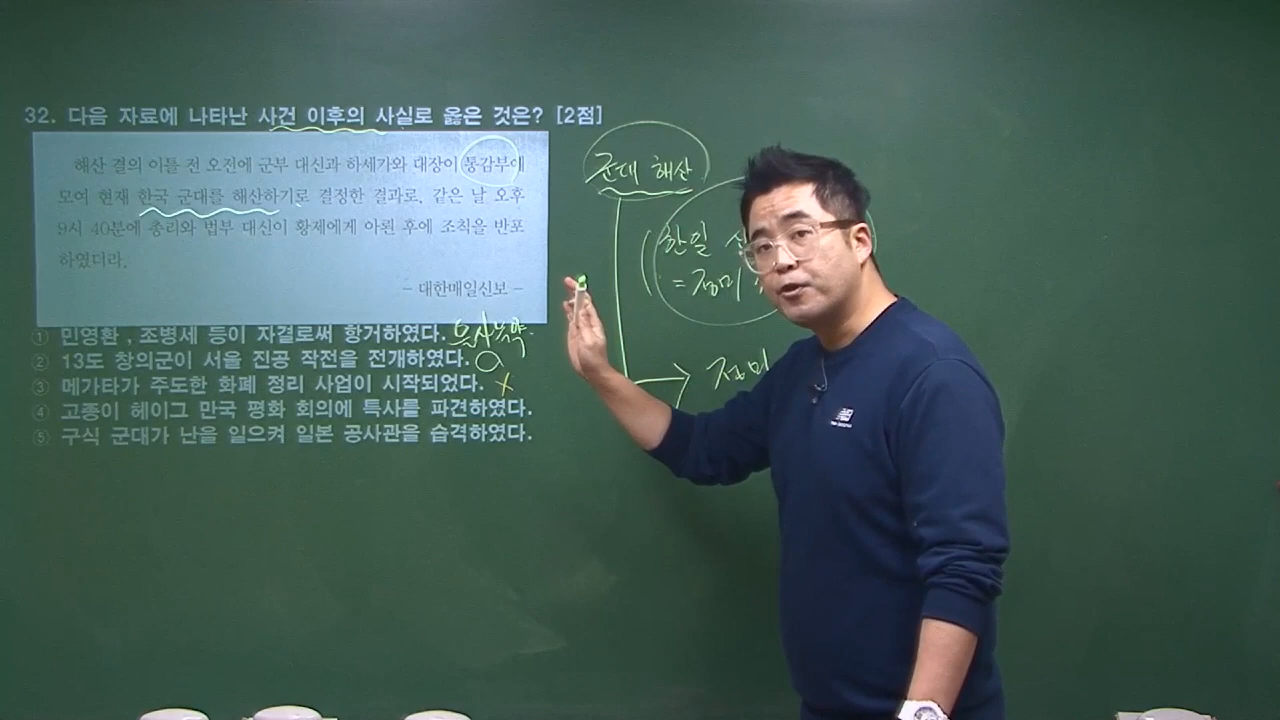 32. 다음 자료에 나타난 사건 이후의 사실로 옳은 것은? [2점]
해산 결의 이틀 전 오전에 군부 대신과 하세가와 대장이 통감부에
모여 현재 한국 군대를 해산하기로 결정한 결과로, 같은 날 오후
9시 40분에 총리와 법부 대신이 황제에게 아뢴 후에 조칙을 반포
하였더라.
- 대한매일신보 -
① 민영환, 조병세 등이 자결로써 항거하였다. 을사늑약.
② 13도 창의군이 서울 진공 작전을 전개하였다.
③ 메가타가 주도한 화폐 정리 사업이 시작되었다. X
④ 고종이 헤이그 만국 평화 회의에 특사를 파견하였다.
⑤ 구식 군대가 난을 일으켜 일본 공사관을 습격하였다.
군대 해산
한일
= 정미
정미